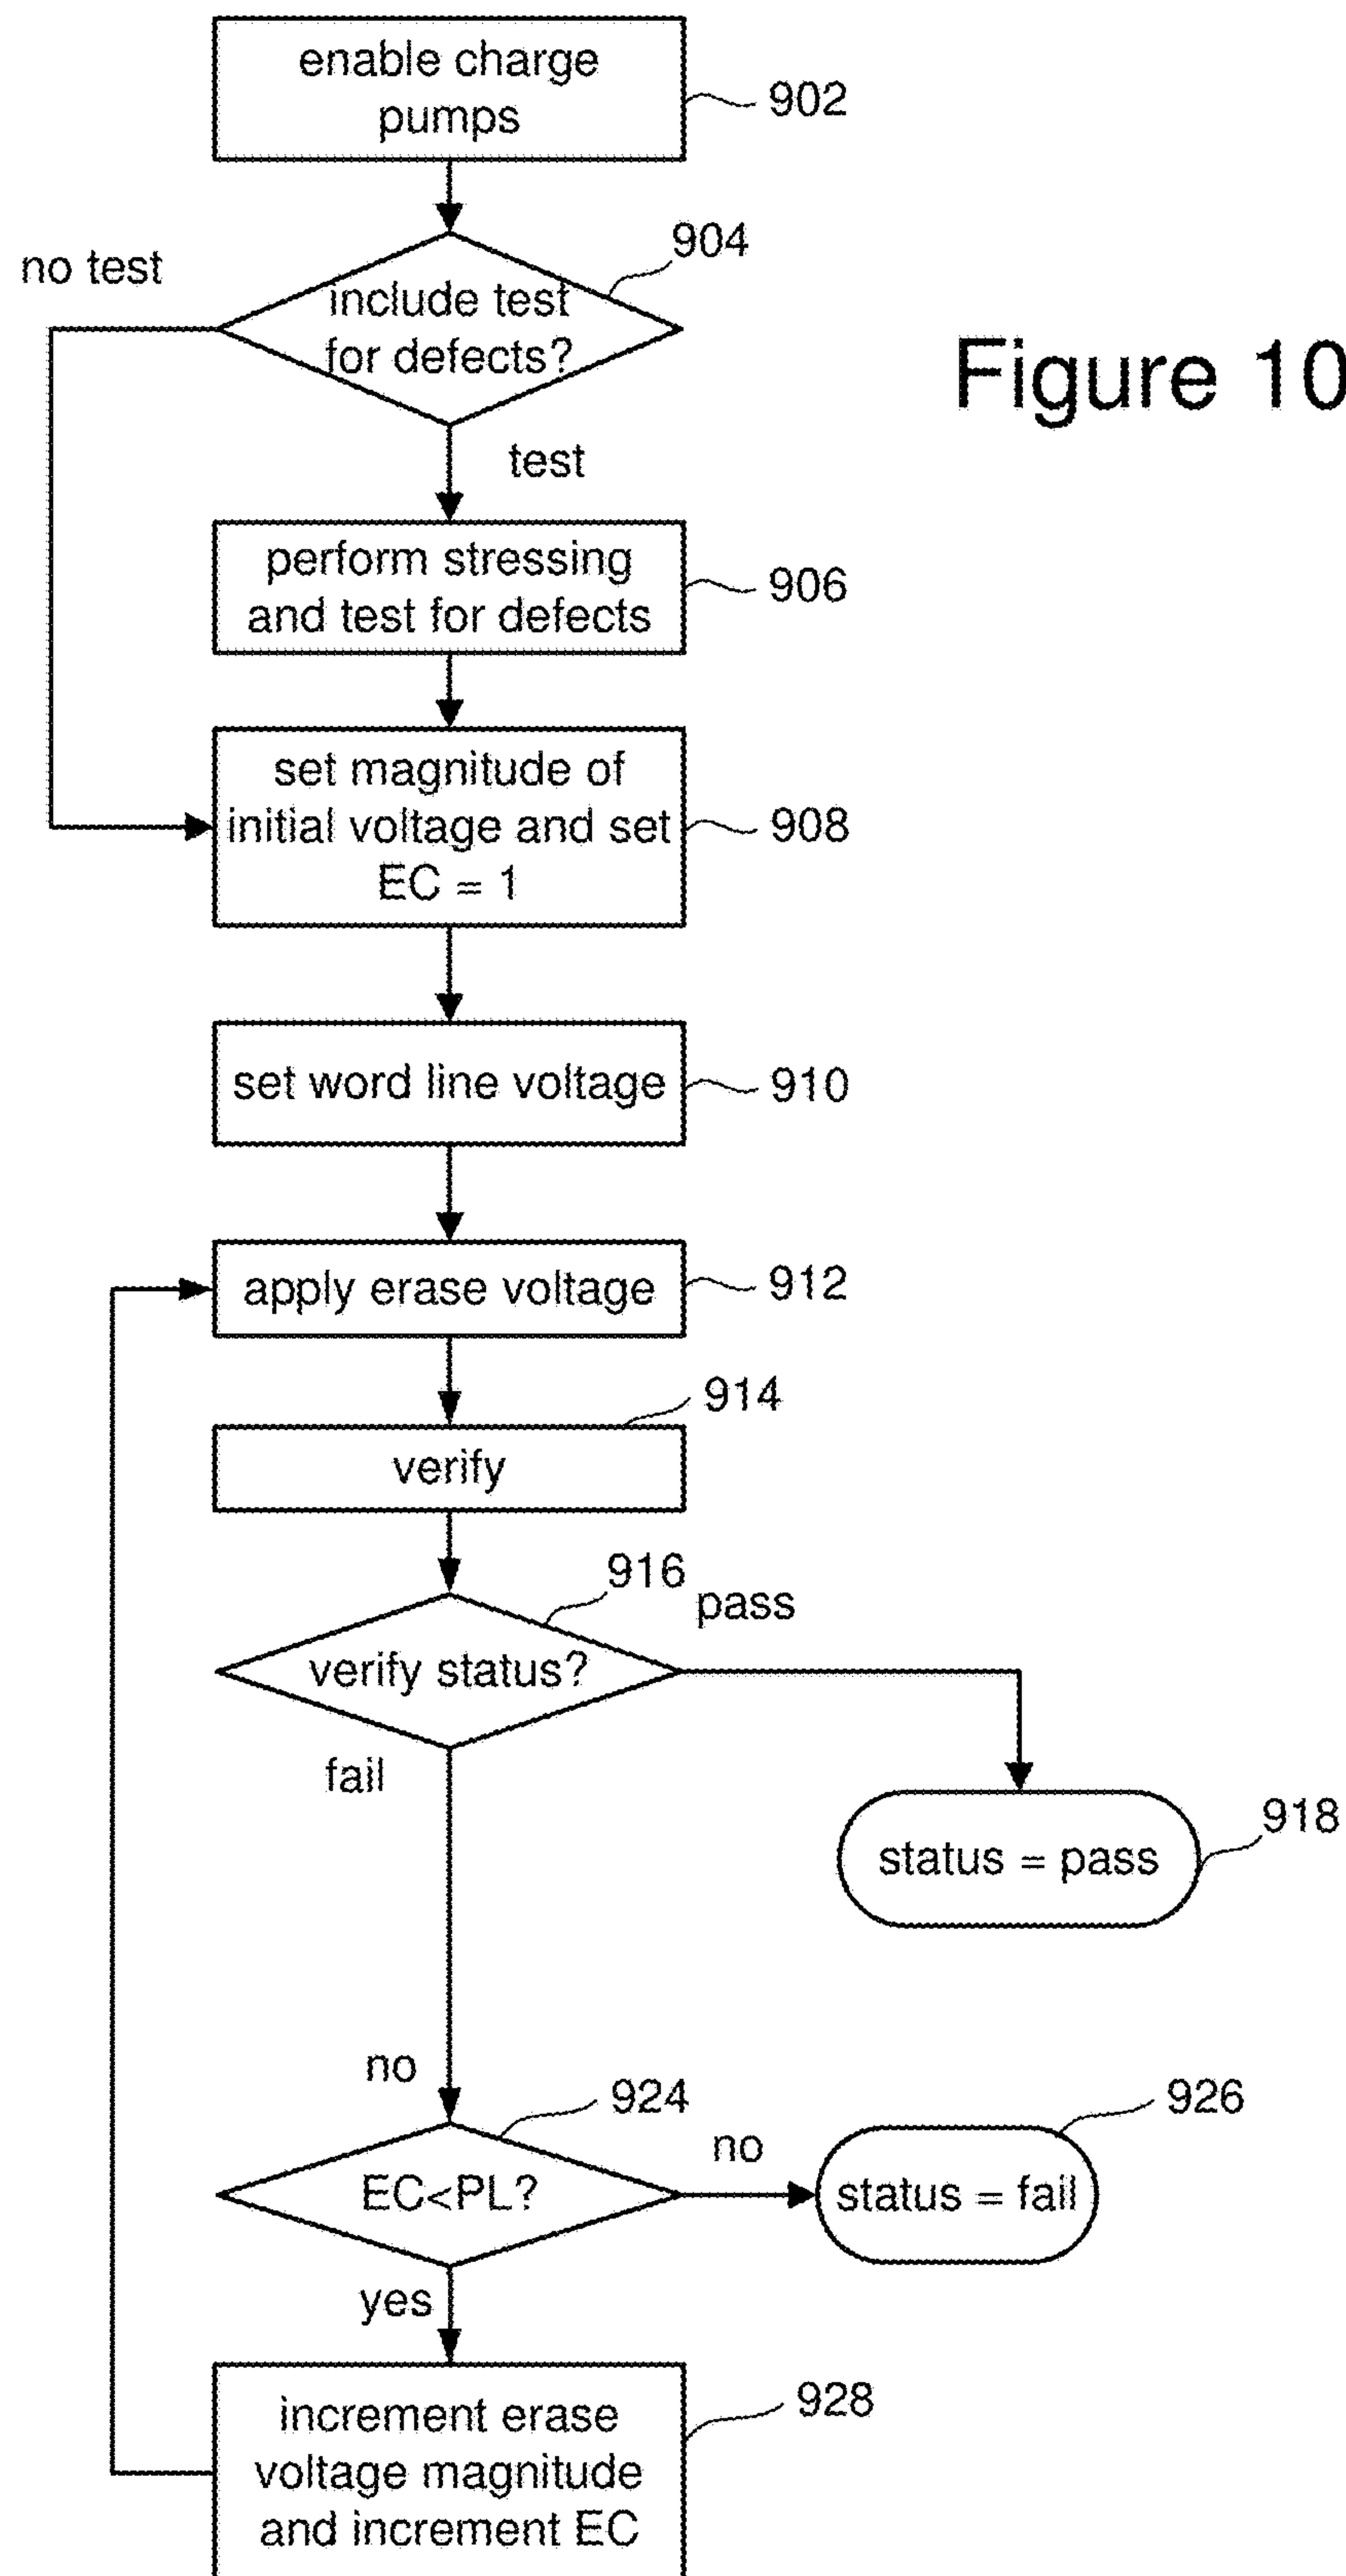 enable charge
pumps
902
904
no test
include test
for defects?
Figure 10
test
perform stressing
and test for defects
906
set magnitude of
initial voltage and set
EC = 1
908
set word line voltage
910
apply erase voltage
912
914
verify
916
pass
verify status?
fail
918
status = pass
no
924
926
no
EC<PL?
status = fail
yes
928
increment erase
voltage magnitude
and increment EC